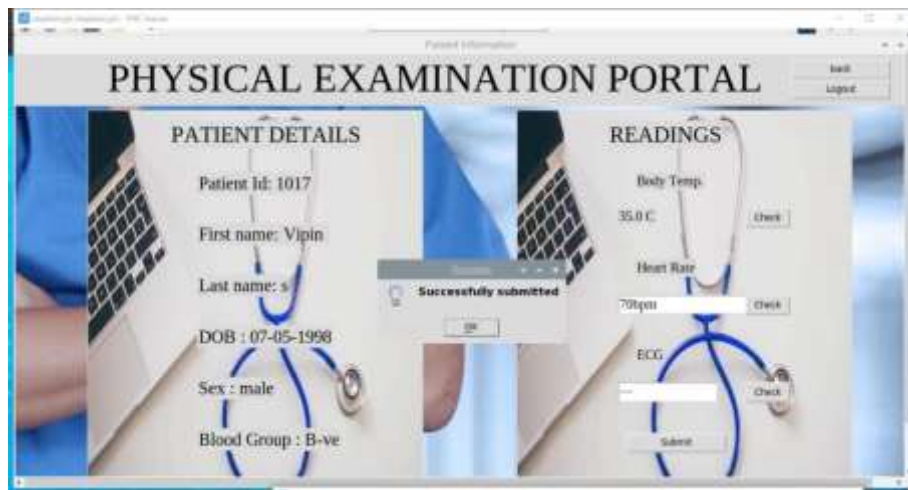 Patient Information
PHYSICAL EXAMINATION PORTAL
back
Logout
PATIENT DETAILS
Patient Id: 1017
First name: Vipin
Last name: s
DOB : 07-05-1998
Sex : male
Blood Group : B-ve
READINGS
Body Temp.
35.0 C
Check
Heart Rate
70bpm
Check
ECG
---
Check
Submit
Success
Successfully submitted
OK